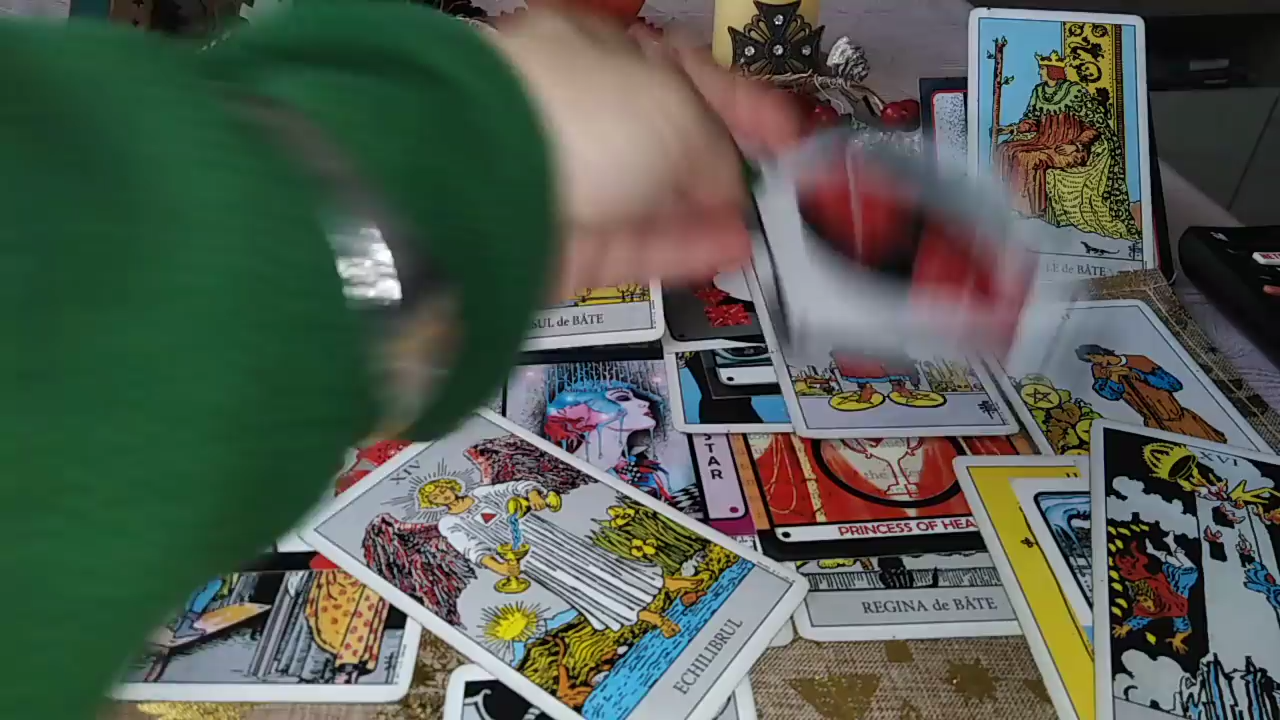 LE de BÂTE
SUL de BÂTE
STAR
PRINCESS OF HEA
REGINA de BÂTE
XIV
ECHILIBRUL
XVI